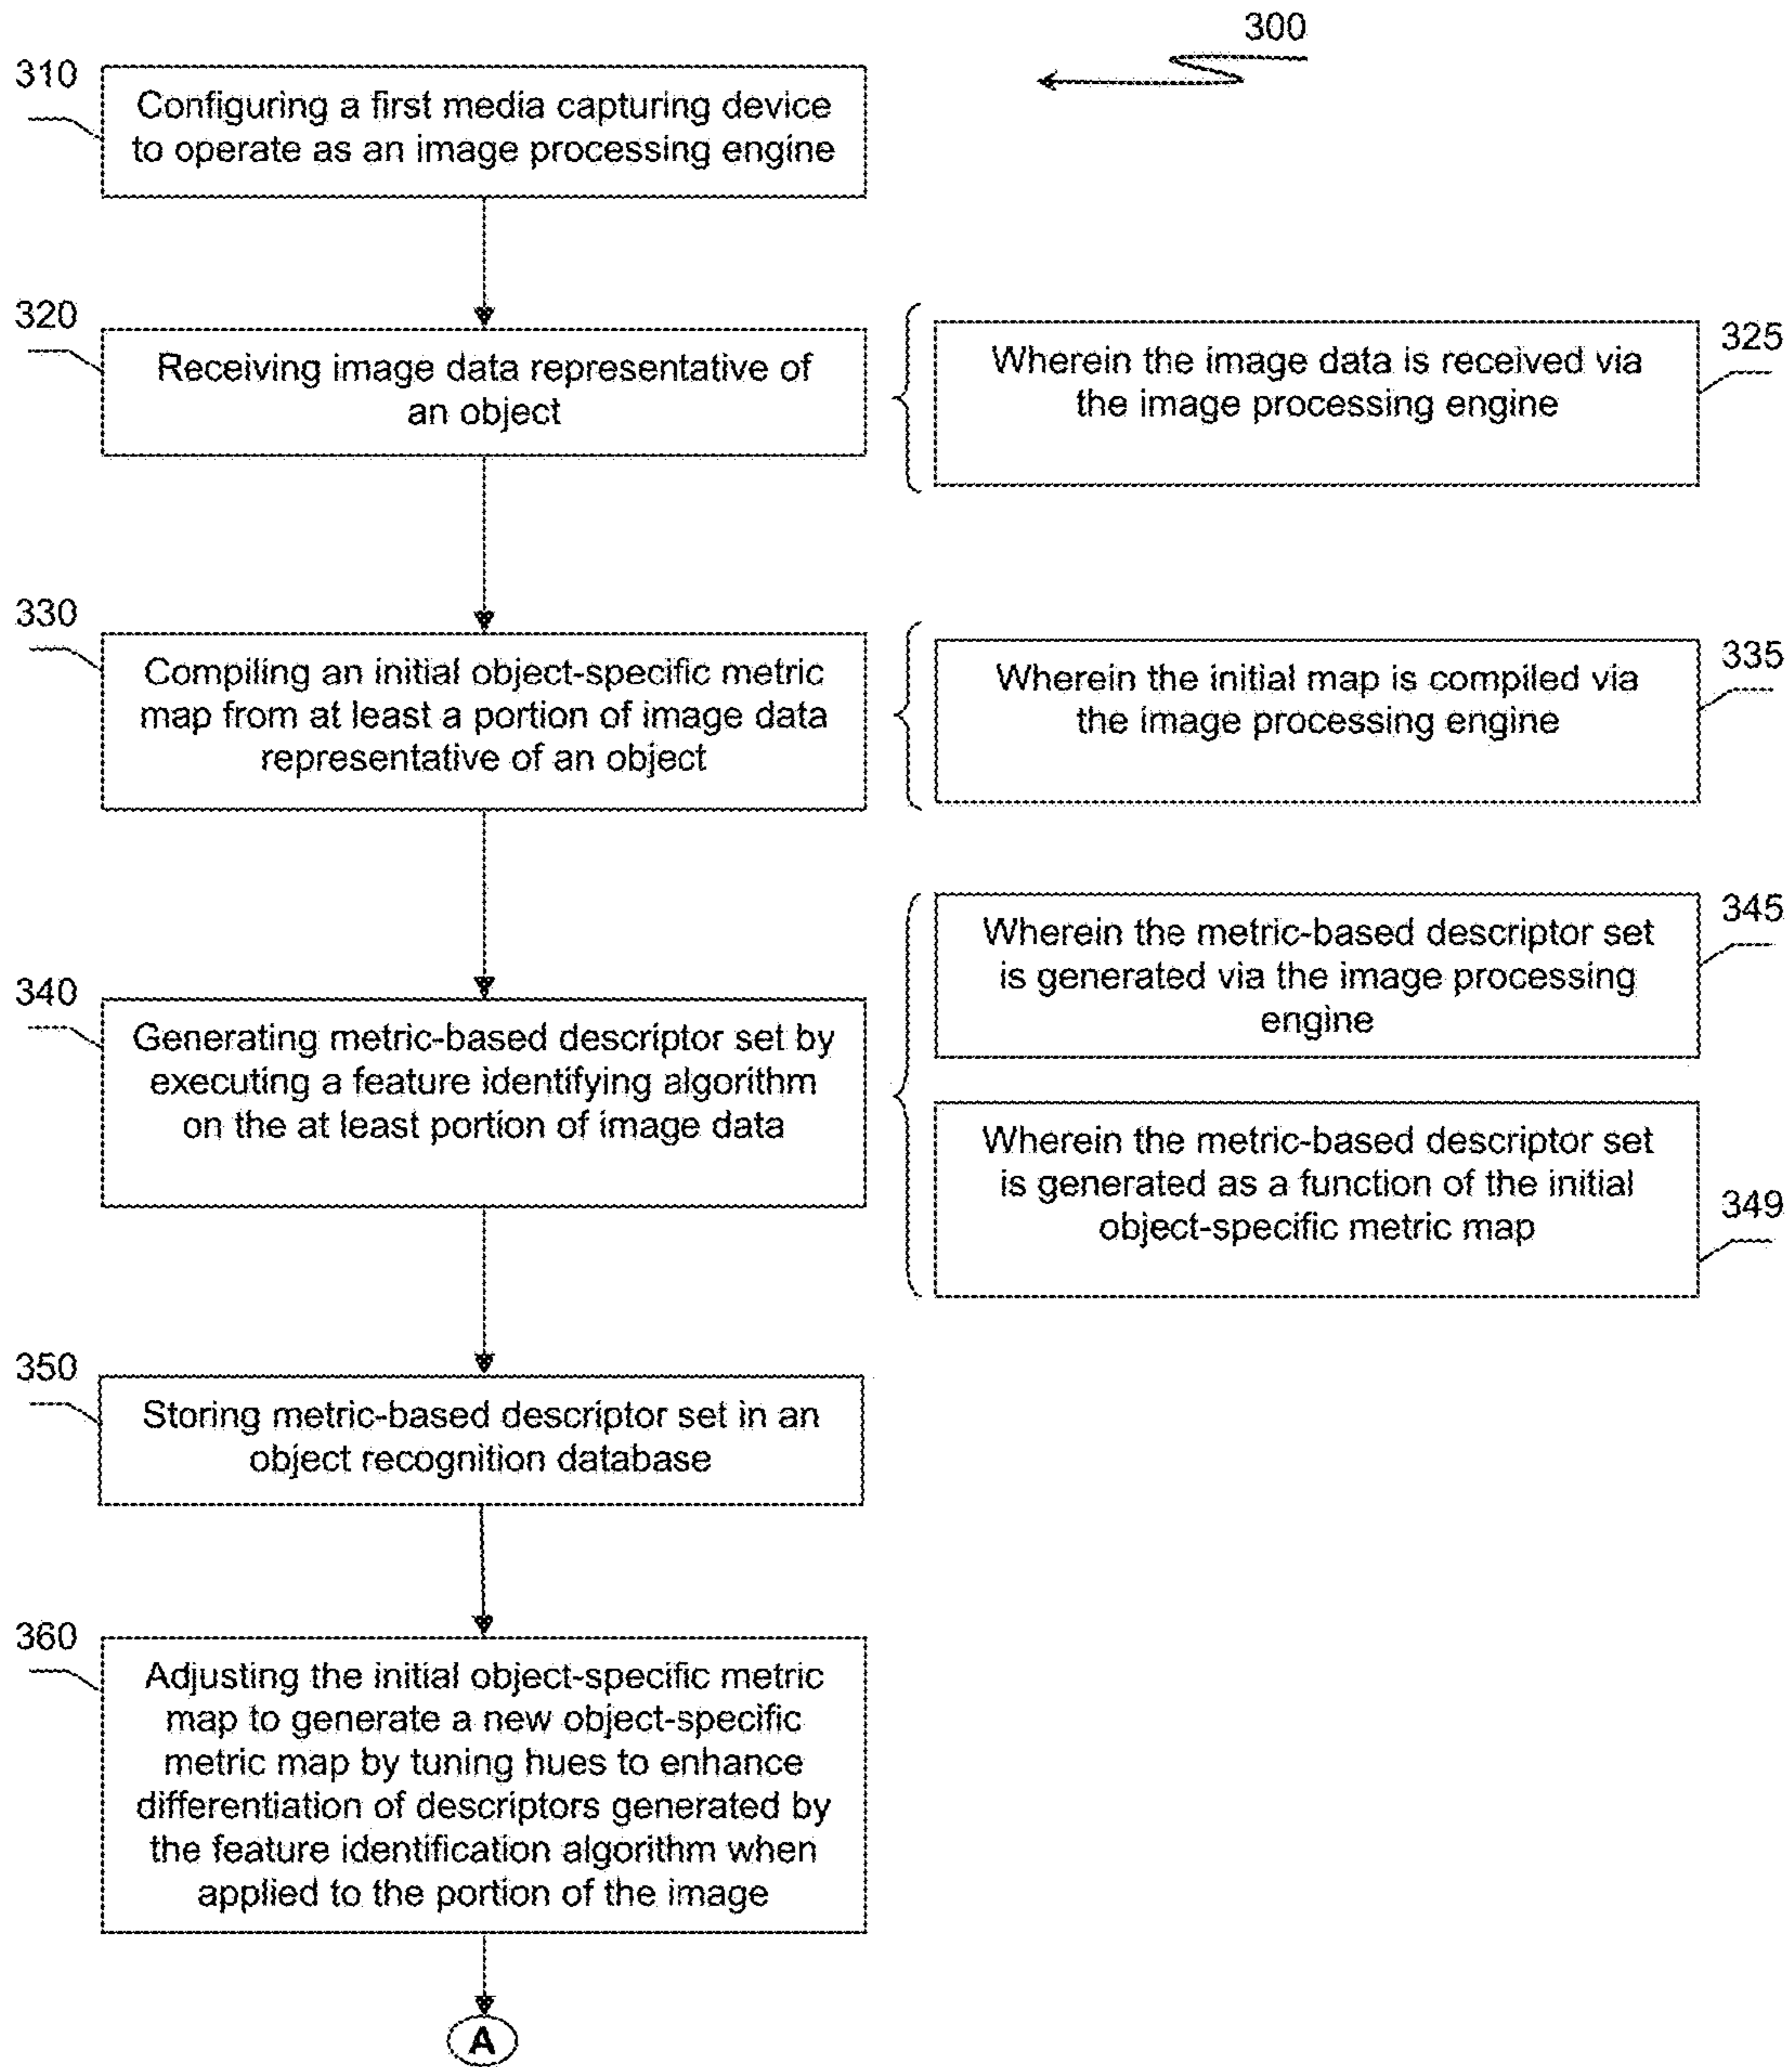 300
310
Configuring a first media capturing device
to operate as an image processing engine
320
Receiving image data representative of
an object
325
Wherein the image data is received via
the image processing engine
330
Compiling an initial object-specific metric
map from at least a portion of image data
representative of an object
335
Wherein the initial map is compiled via
the image processing engine
340
Generating metric-based descriptor set by
executing a feature identifying algorithm
on the at least portion of image data
345
Wherein the metric-based descriptor set
is generated via the image processing
engine
Wherein the metric-based descriptor set
is generated as a function of the initial
object-specific metric map
349
350
Storing metric-based descriptor set in an
object recognition database
360
Adjusting the initial object-specific metric
map to generate a new object-specific
metric map by tuning hues to enhance
differentiation of descriptors generated by
the feature identification algorithm when
applied to the portion of the image
A